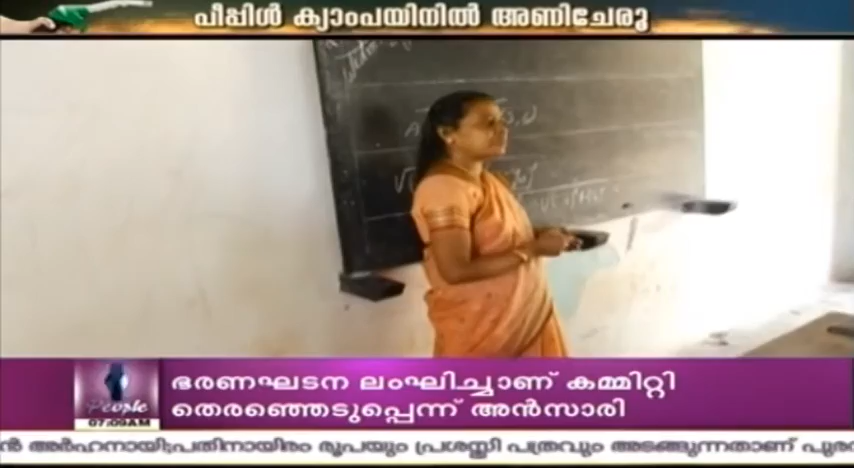 പീപ്പിൾ ക്യാംപയിനിൽ അണിചേരൂ
ഭരണഘടന ലംഘിച്ചാണ് കമ്മിറ്റി
തെരഞ്ഞെടുപ്പെന്ന് അൻസാരി
People
07:09AM
ൻ അർഹനായി;പതിനായിരം രൂപയും പ്രശസ്തി പത്രവും അടങ്ങുന്നതാണ് പുര